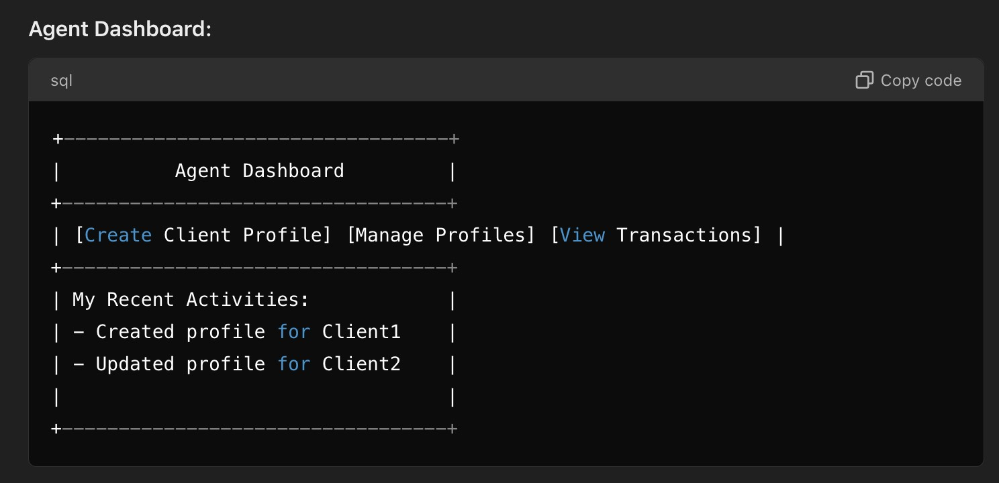 Agent Dashboard:
sql
Copy code
+----------------------------------+
|          Agent Dashboard         |
+----------------------------------+
| [Create Client Profile] [Manage Profiles] [View Transactions] |
+----------------------------------+
| My Recent Activities:            |
| - Created profile for Client1    |
| - Updated profile for Client2    |
|                                  |
+----------------------------------+